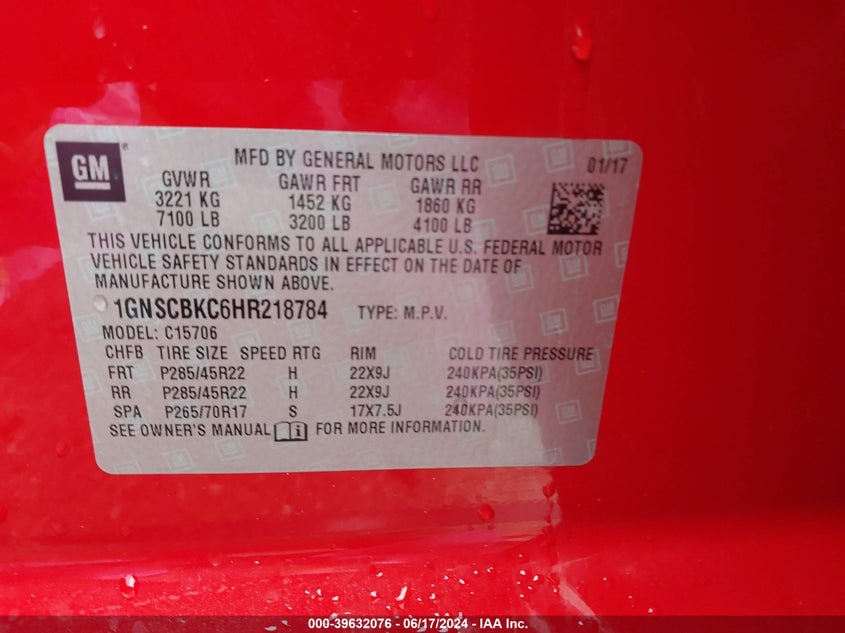 GM ®
MFD BY GENERAL MOTORS LLC 01/17
GVWR GAWR FRT GAWR RR
3221 KG 1452 KG 1860 KG
7100 LB 3200 LB 4100 LB
THIS VEHICLE CONFORMS TO ALL APPLICABLE U.S. FEDERAL MOTOR
VEHICLE SAFETY STANDARDS IN EFFECT ON THE DATE OF
MANUFACTURE SHOWN ABOVE.
1GNSCBKC6HR218784 TYPE: M.P.V.
MODEL: C15706
CHFB TIRE SIZE SPEED RTG RIM COLD TIRE PRESSURE
FRT P285/45R22 H 22X9J 240KPA(35PSI)
RR P285/45R22 H 22X9J 240KPA(35PSI)
SPA P265/70R17 S 17X7.5J 240KPA(35PSI)
SEE OWNER'S MANUAL i FOR MORE INFORMATION.
000-39632076 - 06/17/2024 - IAA Inc.